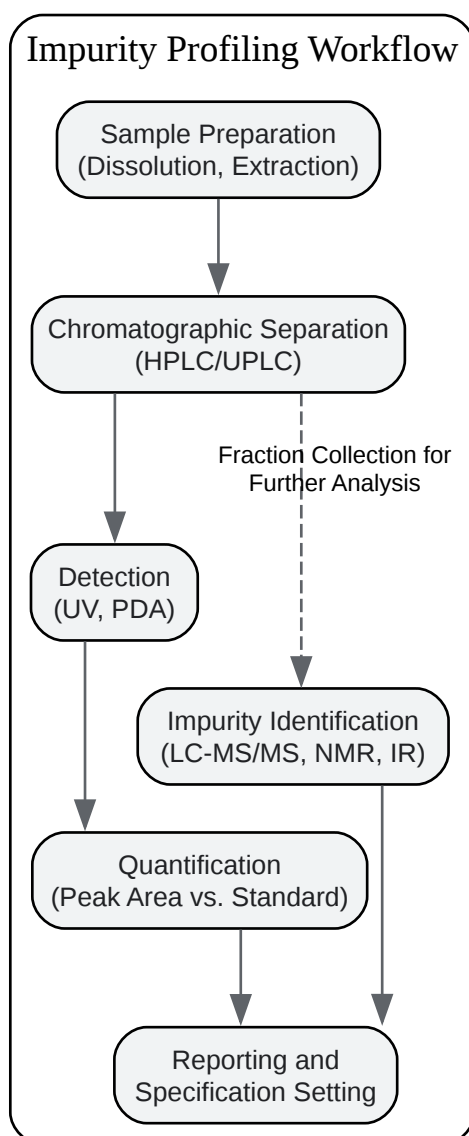 Impurity Profiling Workflow
Sample Preparation
(Dissolution, Extraction)
Chromatographic Separation
(HPLC/UPLC)
Fraction Collection for
Further Analysis
Detection
(UV, PDA)
Impurity Identification
(LC-MS/MS, NMR, IR)
Quantification
(Peak Area vs. Standard)
Reporting and
Specification Setting